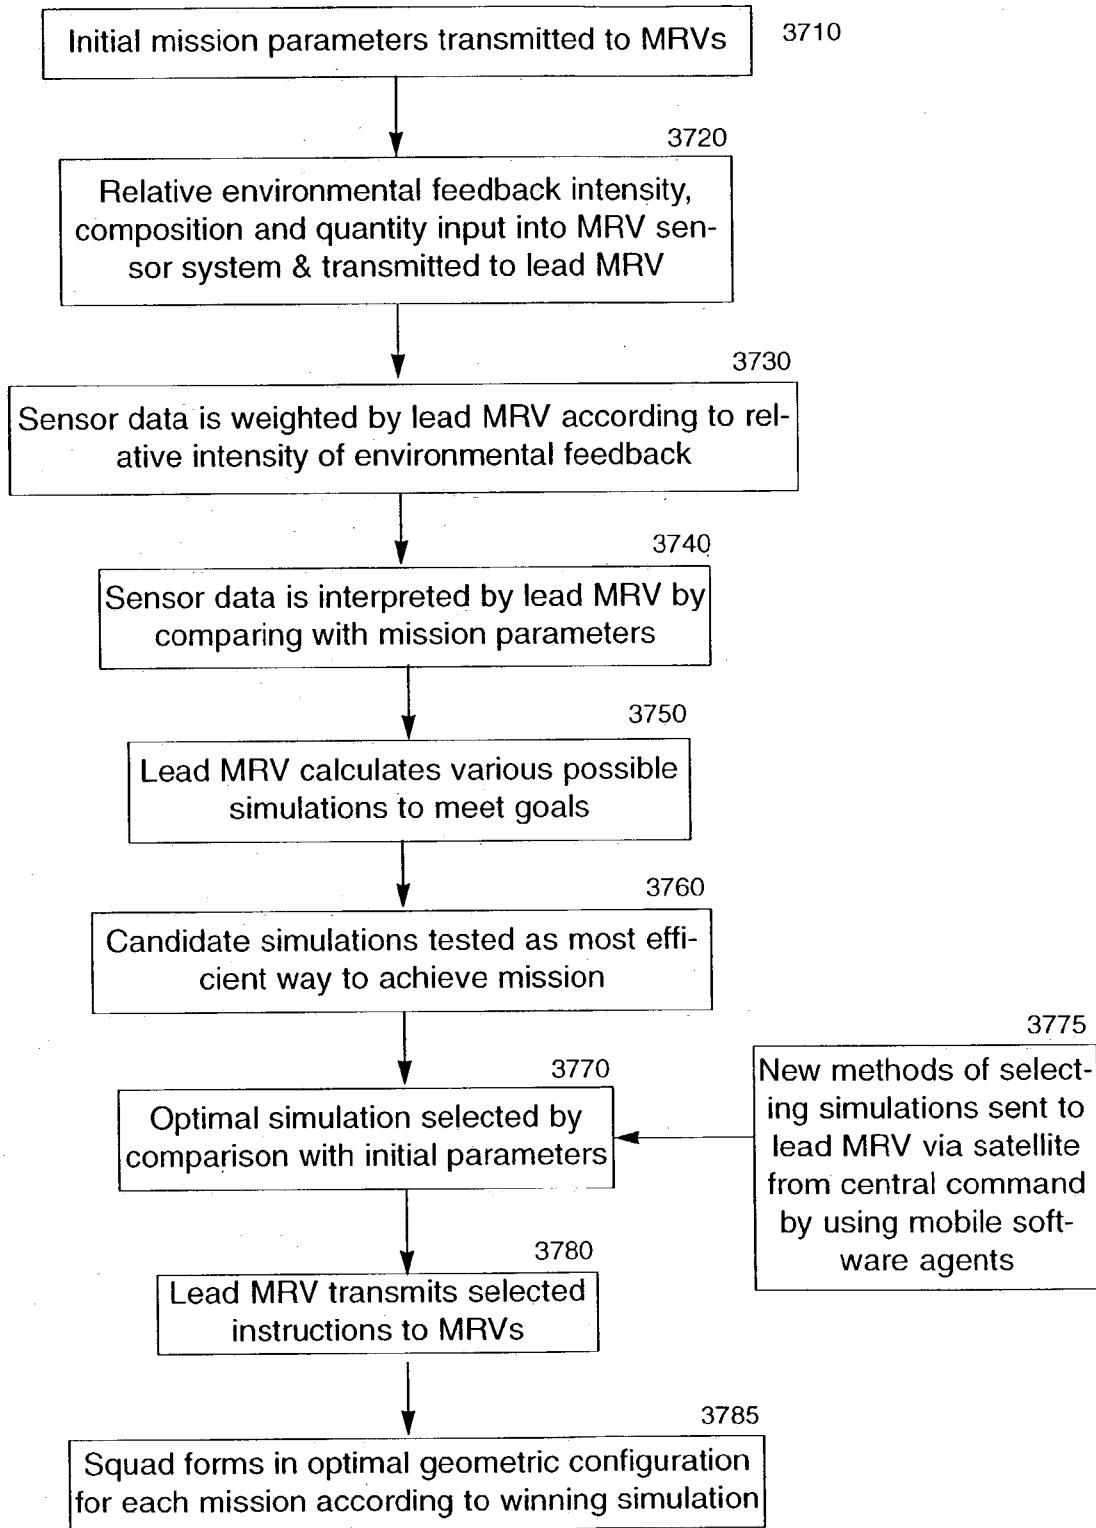 Initial mission parameters transmitted to MRVs
3710
3720
Relative environmental feedback intensity,
composition and quantity input into MRV sen-
sor system & transmitted to lead MRV
3730
Sensor data is weighted by lead MRV according to rel-
ative intensity of environmental feedback
3740
Sensor data is interpreted by lead MRV by
comparing with mission parameters
3750
Lead MRV calculates various possible
simulations to meet goals
3760
Candidate simulations tested as most effi-
cient way to achieve mission
3770
Optimal simulation selected by
comparison with initial parameters
3775
New methods of select-
ing simulations sent to
lead MRV via satellite
from central command
by using mobile soft-
ware agents
3780
Lead MRV transmits selected
instructions to MRVs
3785
Squad forms in optimal geometric configuration
for each mission according to winning simulation